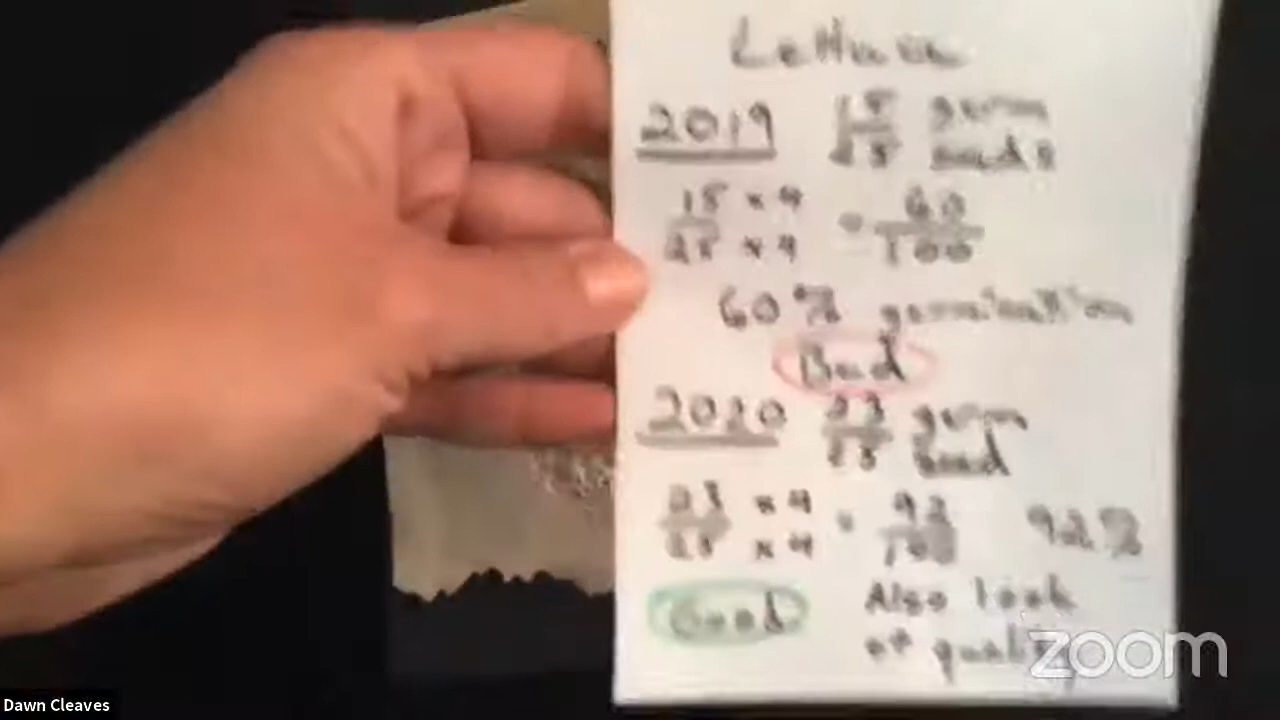 Lettuce
2019 15/25 germ
seeds
15 x 4 = 60
25 x 4 100
60% germination
Bad
2020 23/25 germ
seed
23 x 4 = 92 92%
25 x 4 100
Good Also look
at quality
zoom
Dawn Cleaves